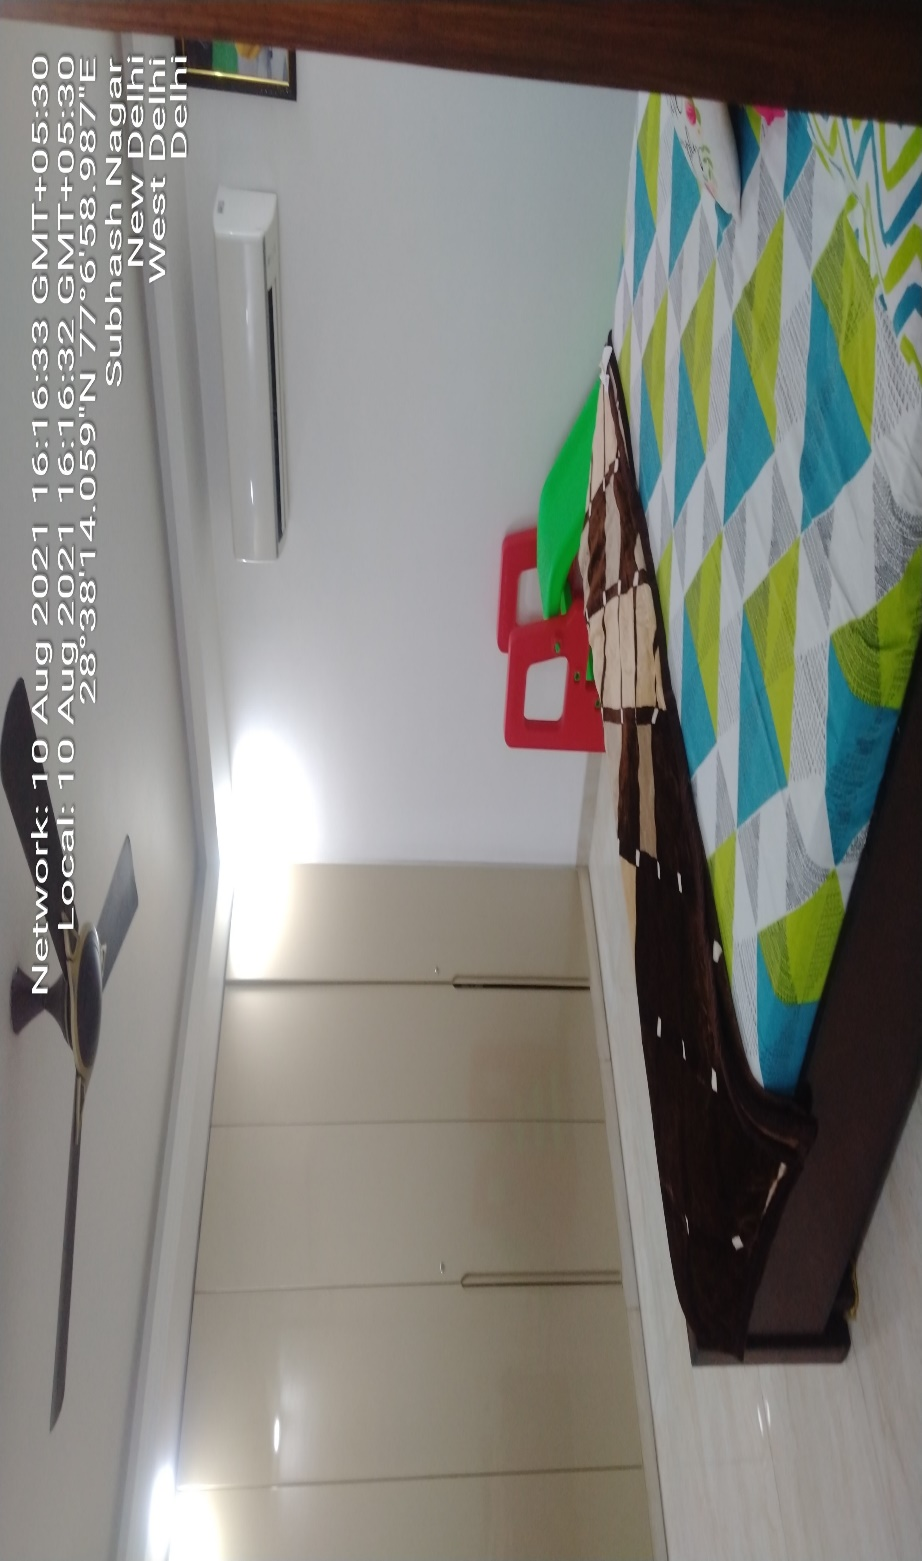 Network: 10 Aug 2021 16:16:33 GMT+05:30
Local: 10 Aug 2021 16:16:32 GMT+05:30
28°38'14.059"N 77°6'58.987"E
Subhash Nagar
New Delhi
West Delhi
Delhi